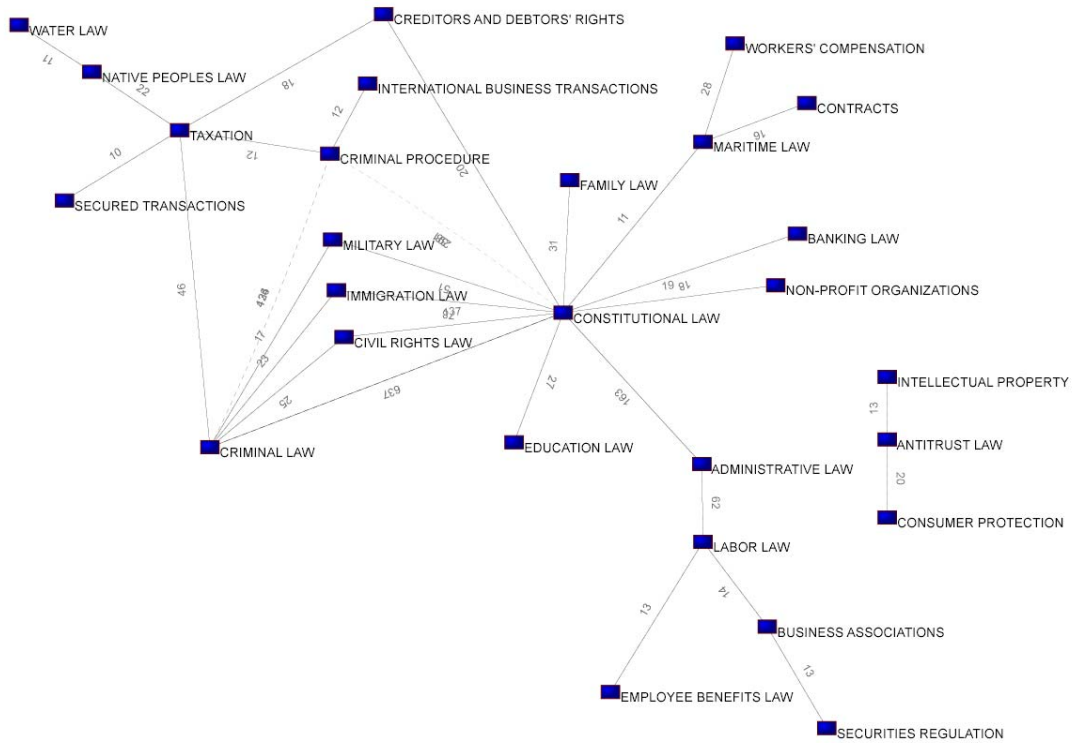 CREDITORS AND DEBTORS' RIGHTS
WATER LAW
WORKERS' COMPENSATION
11
NATIVE PEOPLES LAW
22
18
INTERNATIONAL BUSINESS TRANSACTIONS
28
CONTRACTS
12
16
TAXATION
MARITIME LAW
10
12
CRIMINAL PROCEDURE
20
FAMILY LAW
SECURED TRANSACTIONS
11
MILITARY LAW
31
BANKING LAW
46
IMMIGRATION LAW
19
18
NON-PROFIT ORGANIZATIONS
CONSTITUTIONAL LAW
17
CIVIL RIGHTS LAW
23
27
637
163
INTELLECTUAL PROPERTY
25
13
CRIMINAL LAW
EDUCATION LAW
ANTITRUST LAW
ADMINISTRATIVE LAW
20
62
CONSUMER PROTECTION
LABOR LAW
14
13
BUSINESS ASSOCIATIONS
13
EMPLOYEE BENEFITS LAW
SECURITIES REGULATION